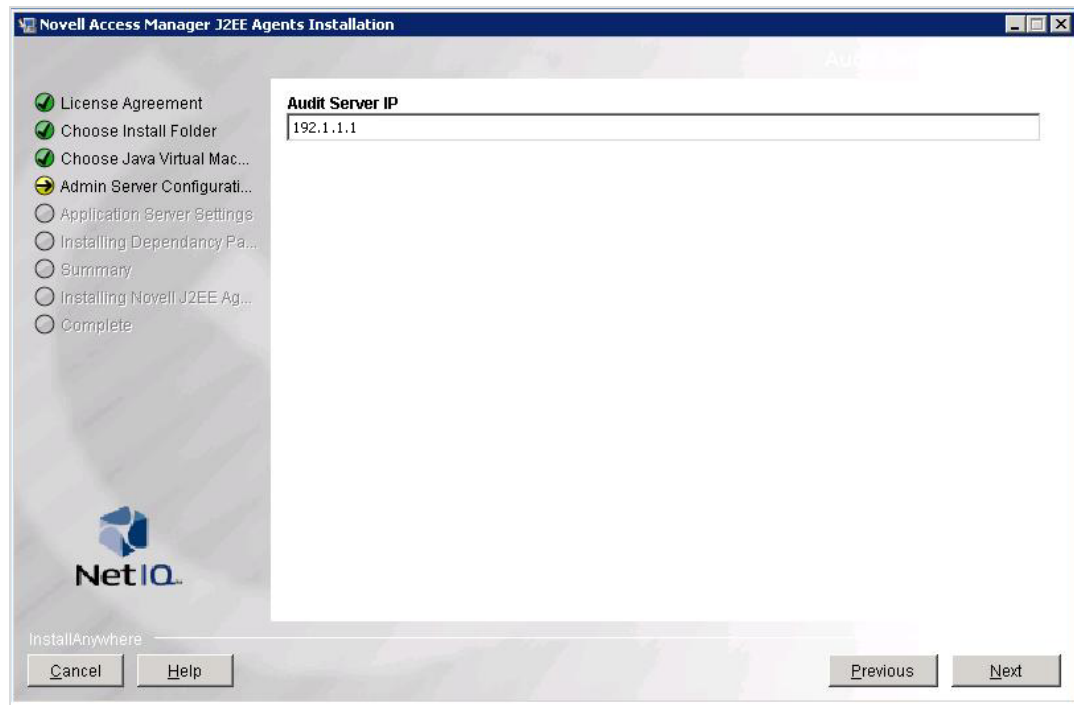 Novell Access Manager J2EE Agents Installation
License Agreement
Choose Install Folder
Choose Java Virtual Mac...
Admin Server Configurati...
Application Server Settings
Installing Dependancy Pa...
Summary
Installing Novell J2EE Ag...
Complete
Audit Server IP
192.1.1.1
NetIQ
InstallAnywhere
Cancel
Help
Previous
Next